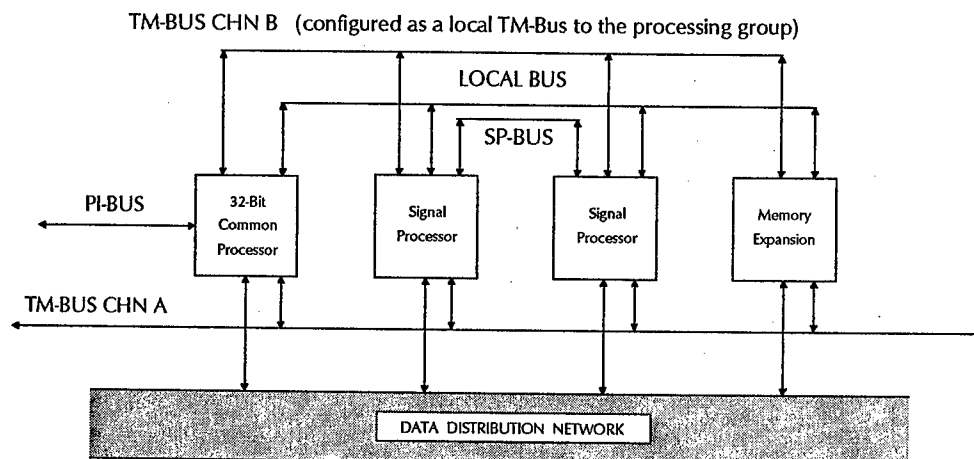 TM-BUS CHN B (configured as a local TM-Bus to the processing group)
LOCAL BUS
SP-BUS
PI-BUS
32-Bit
Common
Processor
Signal
Processor
Signal
Processor
Memory
Expansion
TM-BUS CHN A
DATA DISTRIBUTION NETWORK